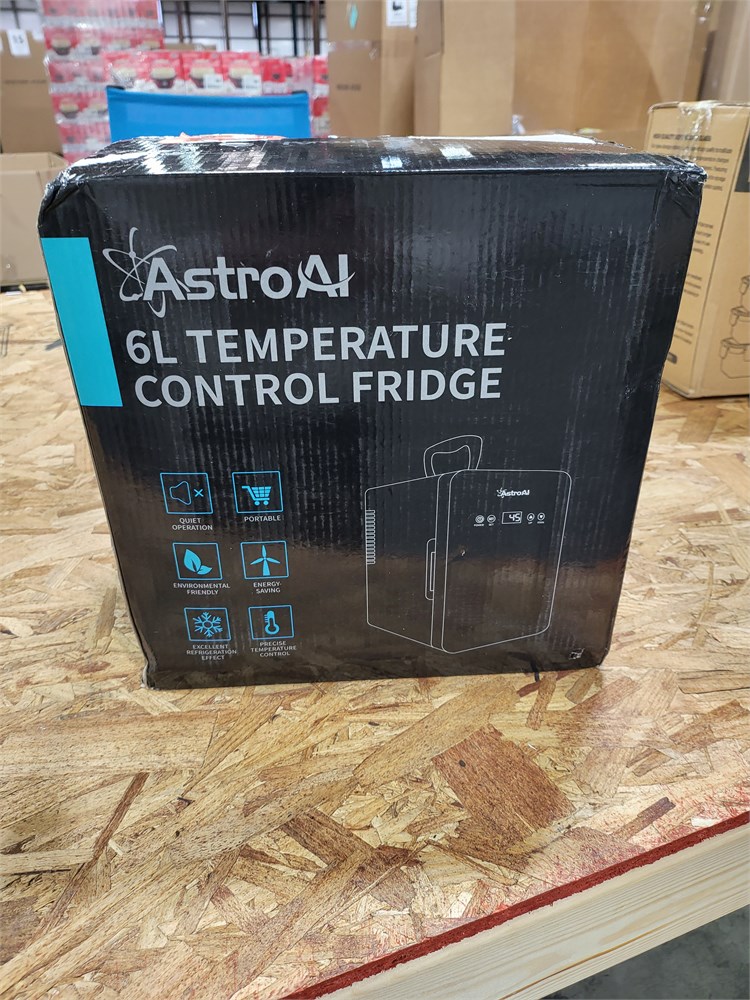 AstroAI
6L TEMPERATURE
CONTROL FRIDGE
QUIET
OPERATION
PORTABLE
ENVIRONMENTAL
FRIENDLY
ENERGY-
SAVING
EXCELLENT
REFRIGERATION
EFFECT
PRECISE
TEMPERATURE
CONTROL
AstroAI
45